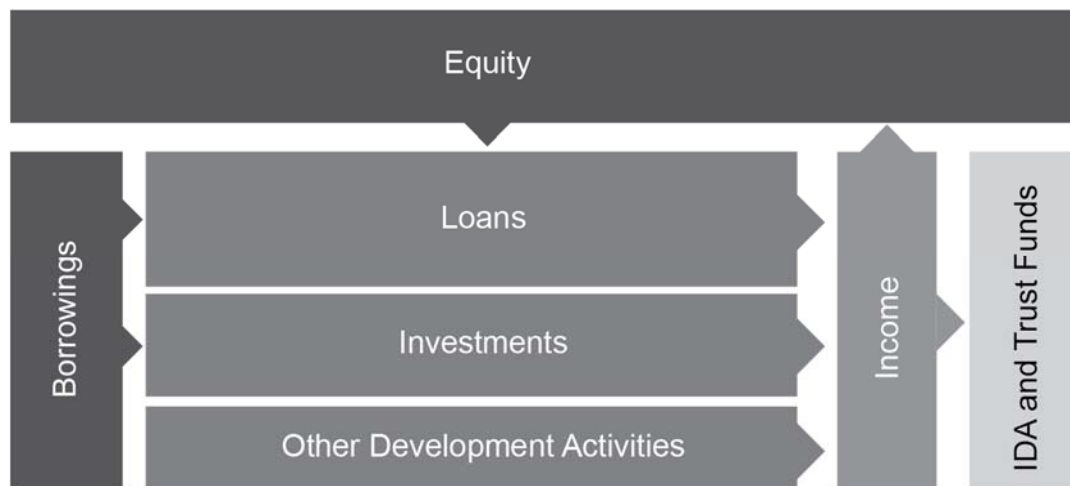 Equity
Borrowings
Loans
Investments
Other Development Activities
Income
IDA and Trust Funds